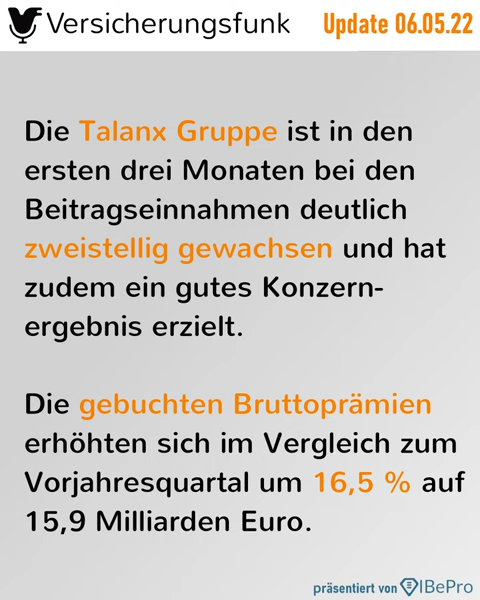 Versicherungsfunk Update 06.05.22
Die Talanx Gruppe ist in den
ersten drei Monaten bei den
Beitragseinnahmen deutlich
zweistellig gewachsen und hat
zudem ein gutes Konzern-
ergebnis erzielt.
Die gebuchten Bruttoprämien
erhöhten sich im Vergleich zum
Vorjahresquartal um 16,5 % auf
15,9 Milliarden Euro.
präsentiert von IBePro